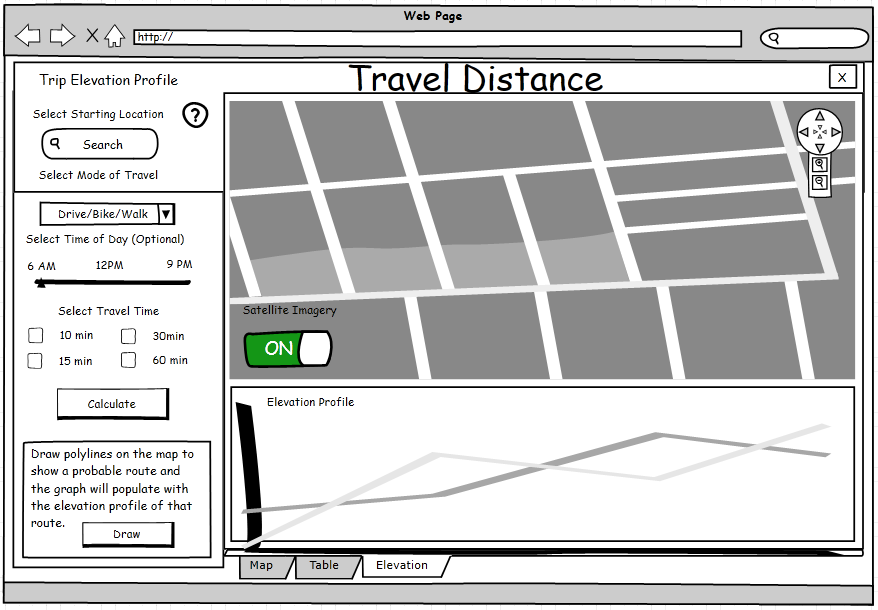 Web Page
http://
Trip Elevation Profile
Travel Distance
X
Select Starting Location
?
Search
Select Mode of Travel
Drive/Bike/Walk
Select Time of Day (Optional)
6 AM 12PM 9 PM
Select Travel Time
10 min 30min
15 min 60 min
Calculate
Draw polylines on the map to
show a probable route and
the graph will populate with
the elevation profile of that
route.
Draw
Satellite Imagery
ON
Elevation Profile
Map Table Elevation